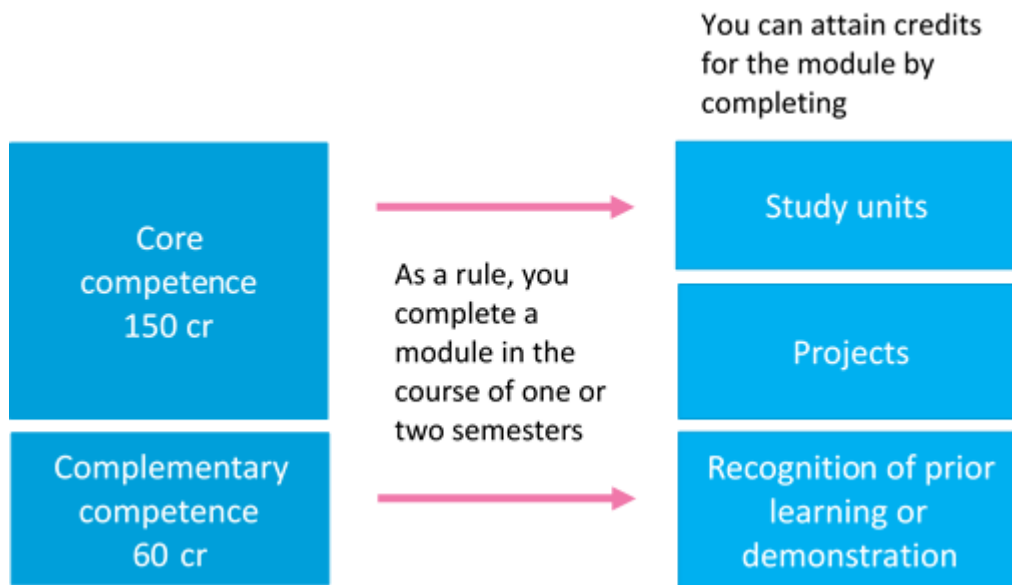 You can attain credits
for the module by
completing
Core
competence
150 cr
Complementary
competence
60 cr
As a rule, you
complete a
module in the
course of one or
two semesters
Study units
Projects
Recognition of prior
learning or
demonstration